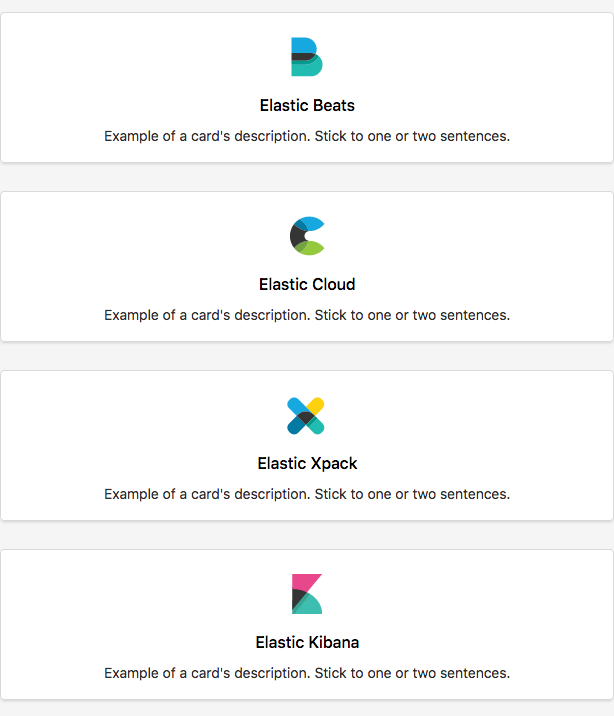 Elastic Beats
Example of a card's description. Stick to one or two sentences.
Elastic Cloud
Example of a card's description. Stick to one or two sentences.
Elastic Xpack
Example of a card's description. Stick to one or two sentences.
Elastic Kibana
Example of a card's description. Stick to one or two sentences.